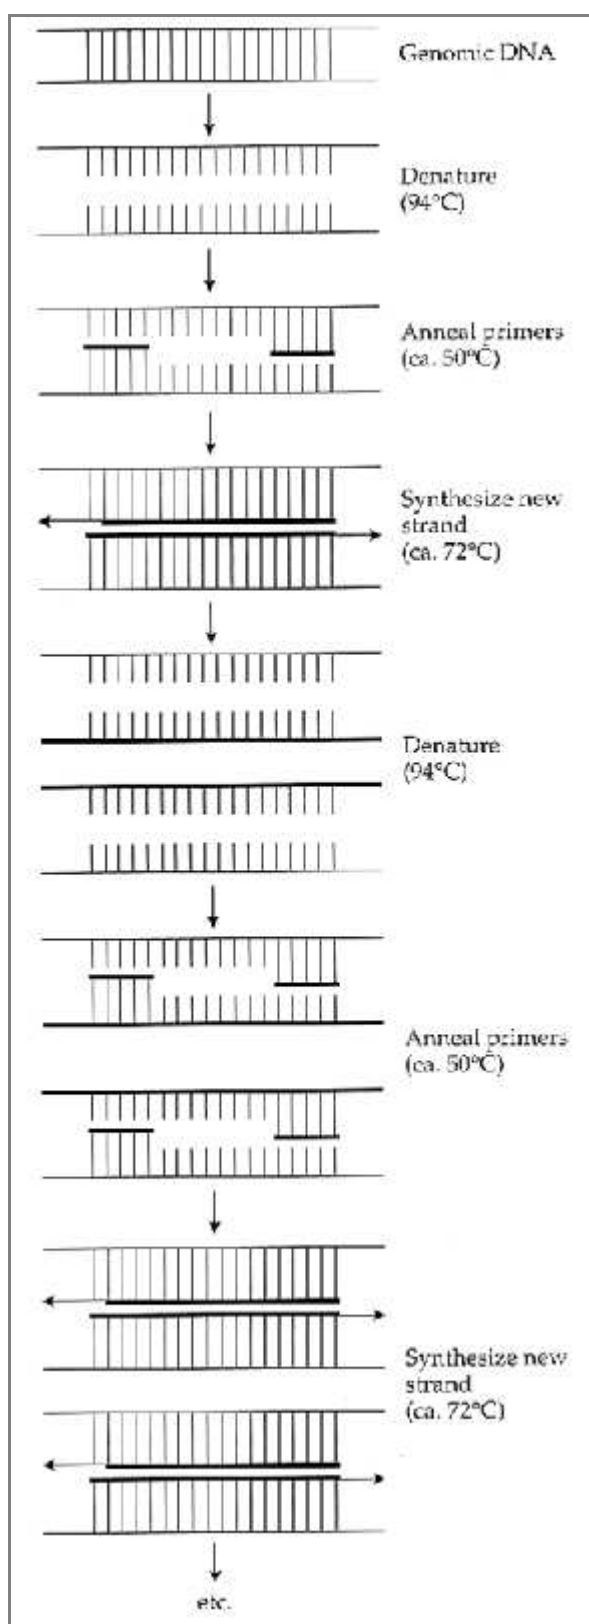 Genomic DNA
Denature
(94°C)
Anneal primers
(ca. 50°C)
Synthesize new
strand
(ca. 72°C)
Denature
(94°C)
Anneal primers
(ca. 50°C)
Synthesize new
strand
(ca. 72°C)
etc.